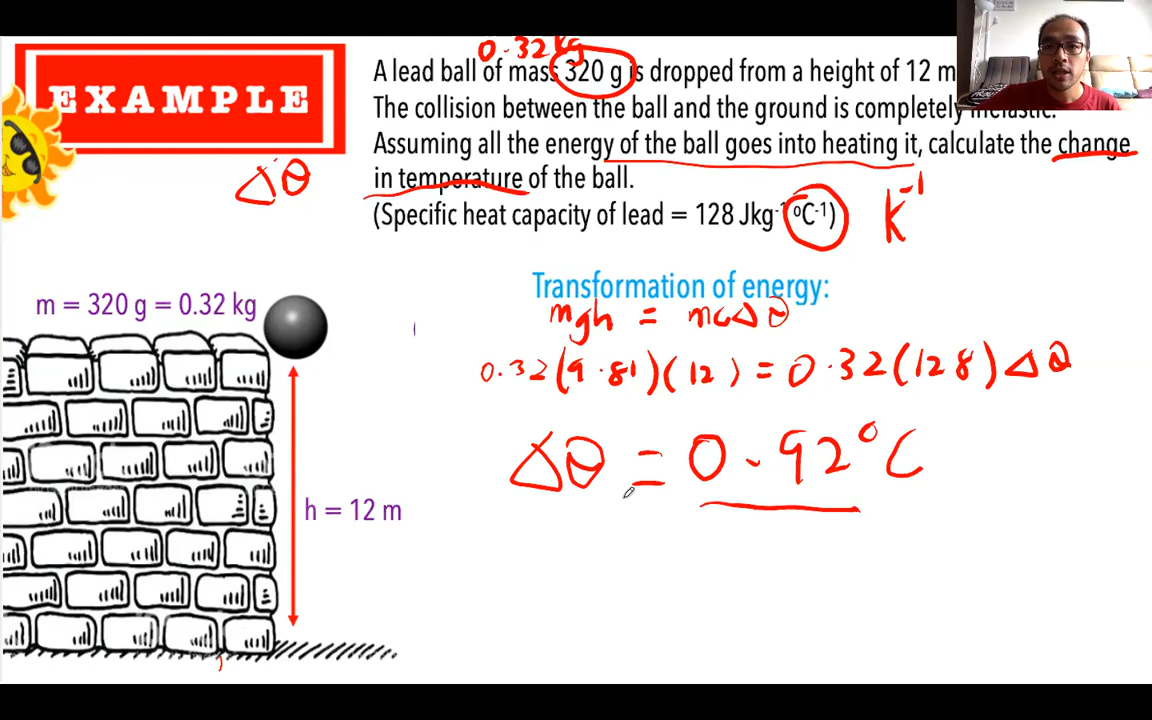 EXAMPLE
0.32 kg
A lead ball of mass 320 g is dropped from a height of 12 m
The collision between the ball and the ground is completely inelastic.
Assuming all the energy of the ball goes into heating it, calculate the change
in temperature of the ball.
Δθ
(Specific heat capacity of lead = 128 Jkg⁻¹ °C⁻¹)
K⁻¹
Transformation of energy:
m = 320 g = 0.32 kg
mgh = mcΔθ
0.32(9.81)(12) = 0.32(128)Δθ
Δθ = 0.92°C
h = 12 m